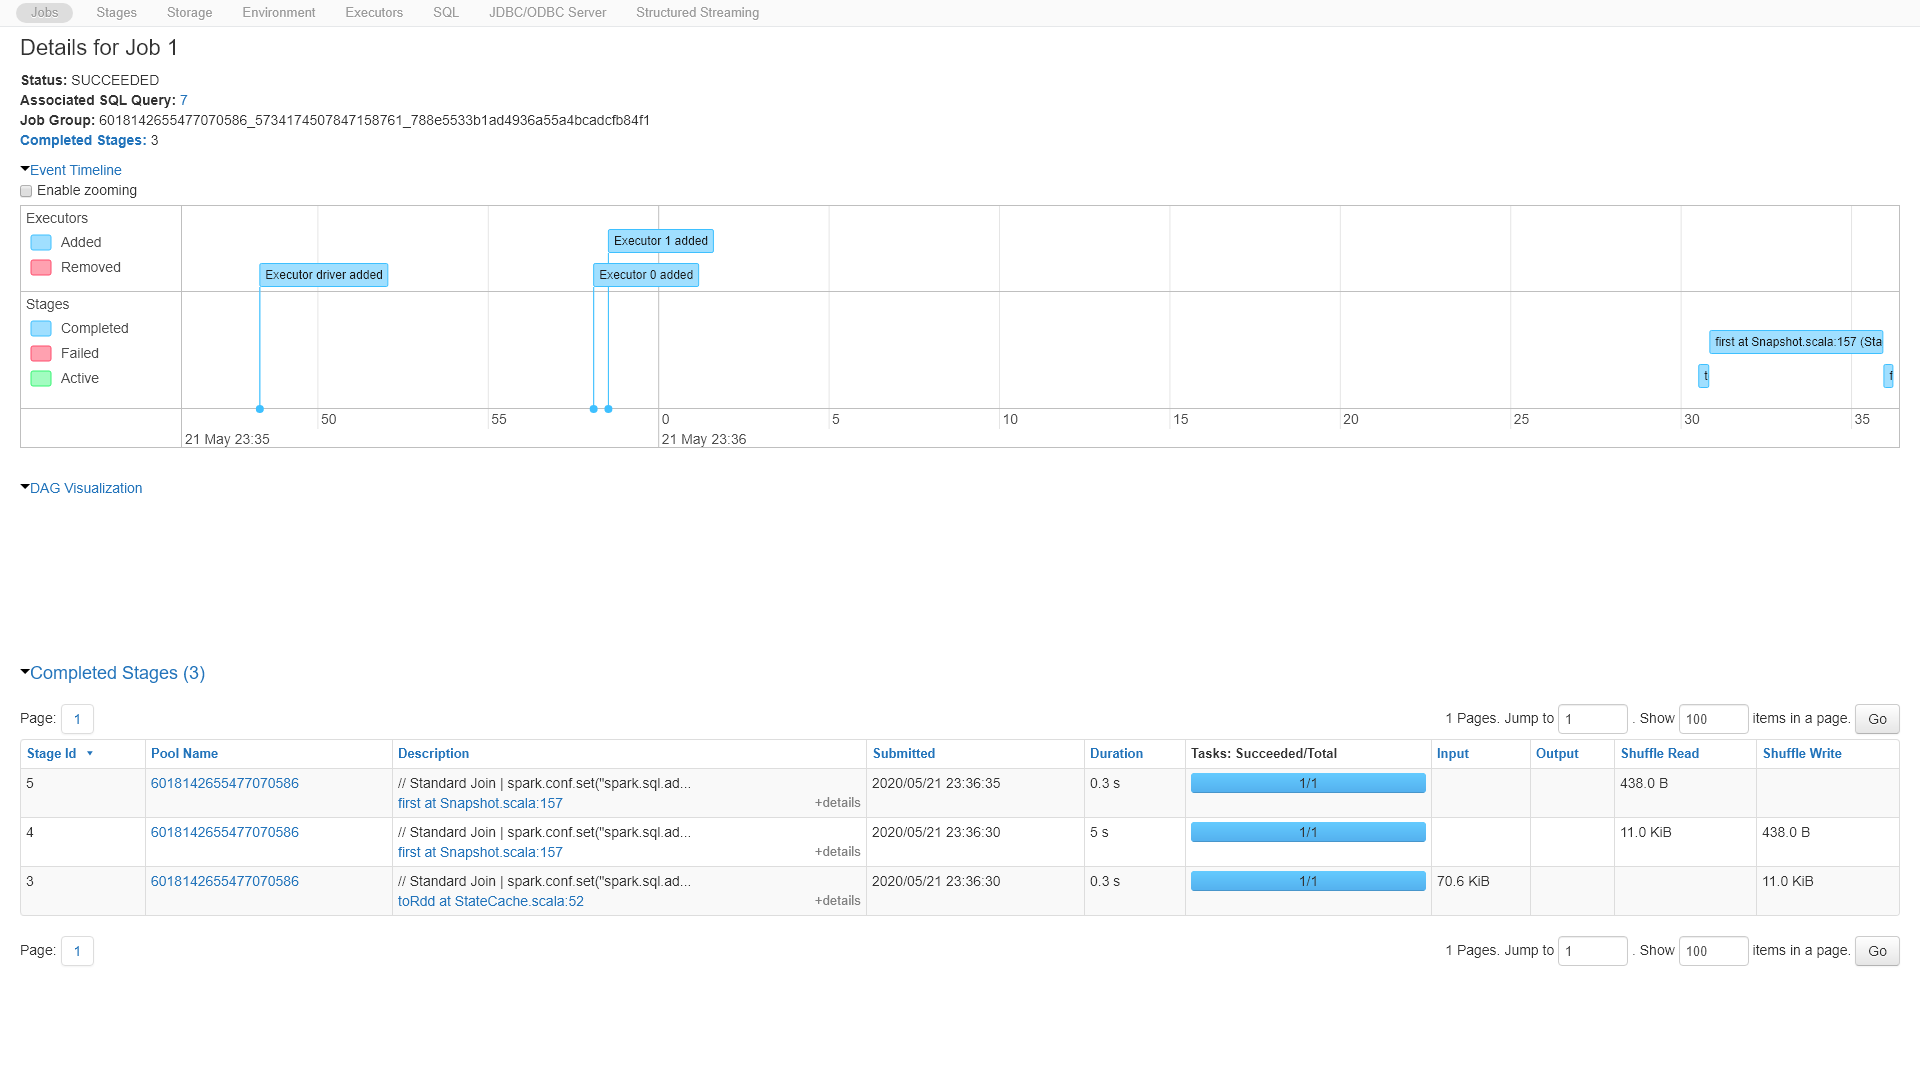 Jobs Stages Storage Environment Executors SQL JDBC/ODBC Server Structured Streaming
Details for Job 1
Status: SUCCEEDED
Associated SQL Query: 7
Job Group: 6018142655477070586_5734174507847158761_788e5533b1ad4936a55a4bcadcfb84f1
Completed Stages: 3
Event Timeline
Enable zooming
Executors
Added
Removed
Executor 1 added
Executor driver added
Executor 0 added
Stages
Completed
Failed
Active
first at Snapshot.scala:157 (Sta
t
f
50 55 0 5 10 15 20 25 30 35
21 May 23:35 21 May 23:36
DAG Visualization
Completed Stages (3)
Page: 1 1 Pages. Jump to 1 . Show 100 items in a page. Go
Stage Id Pool Name Description Submitted Duration Tasks: Succeeded/Total Input Output Shuffle Read Shuffle Write
5 6018142655477070586 // Standard Join | spark.conf.set("spark.sql.ad... 2020/05/21 23:36:35 0.3 s 1/1 438.0 B
first at Snapshot.scala:157 +details
4 6018142655477070586 // Standard Join | spark.conf.set("spark.sql.ad... 2020/05/21 23:36:30 5 s 1/1 11.0 KiB 438.0 B
first at Snapshot.scala:157 +details
3 6018142655477070586 // Standard Join | spark.conf.set("spark.sql.ad... 2020/05/21 23:36:30 0.3 s 1/1 70.6 KiB 11.0 KiB
toRdd at StateCache.scala:52 +details
Page: 1 1 Pages. Jump to 1 . Show 100 items in a page. Go